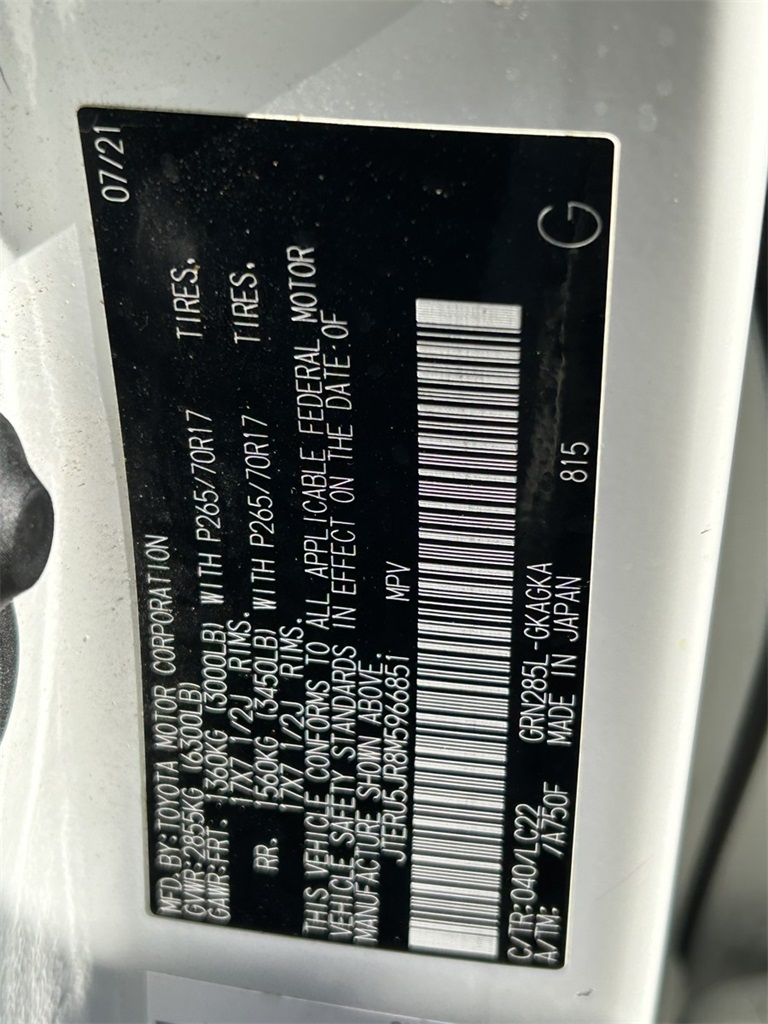 07/21
MFD. BY:TOYOTA MOTOR CORPORATION
GVWR:2855KG (6300LB)
GAWR:FRT. 1360KG (3000LB) WITH P265/70R17 TIRES.
17X7 1/2J RIMS.
RR. 1560KG (3450LB) WITH P265/70R17 TIRES.
17X7 1/2J RIMS.
THIS VEHICLE CONFORMS TO ALL APPLICABLE FEDERAL MOTOR
VEHICLE SAFETY STANDARDS IN EFFECT ON THE DATE OF
MANUFACTURE SHOWN ABOVE.
JTERU5JR8M5966851 MPV
C/TR:040/LC22 GRN285L-GKAGKA 815
A/TM: /A750F MADE IN JAPAN
G